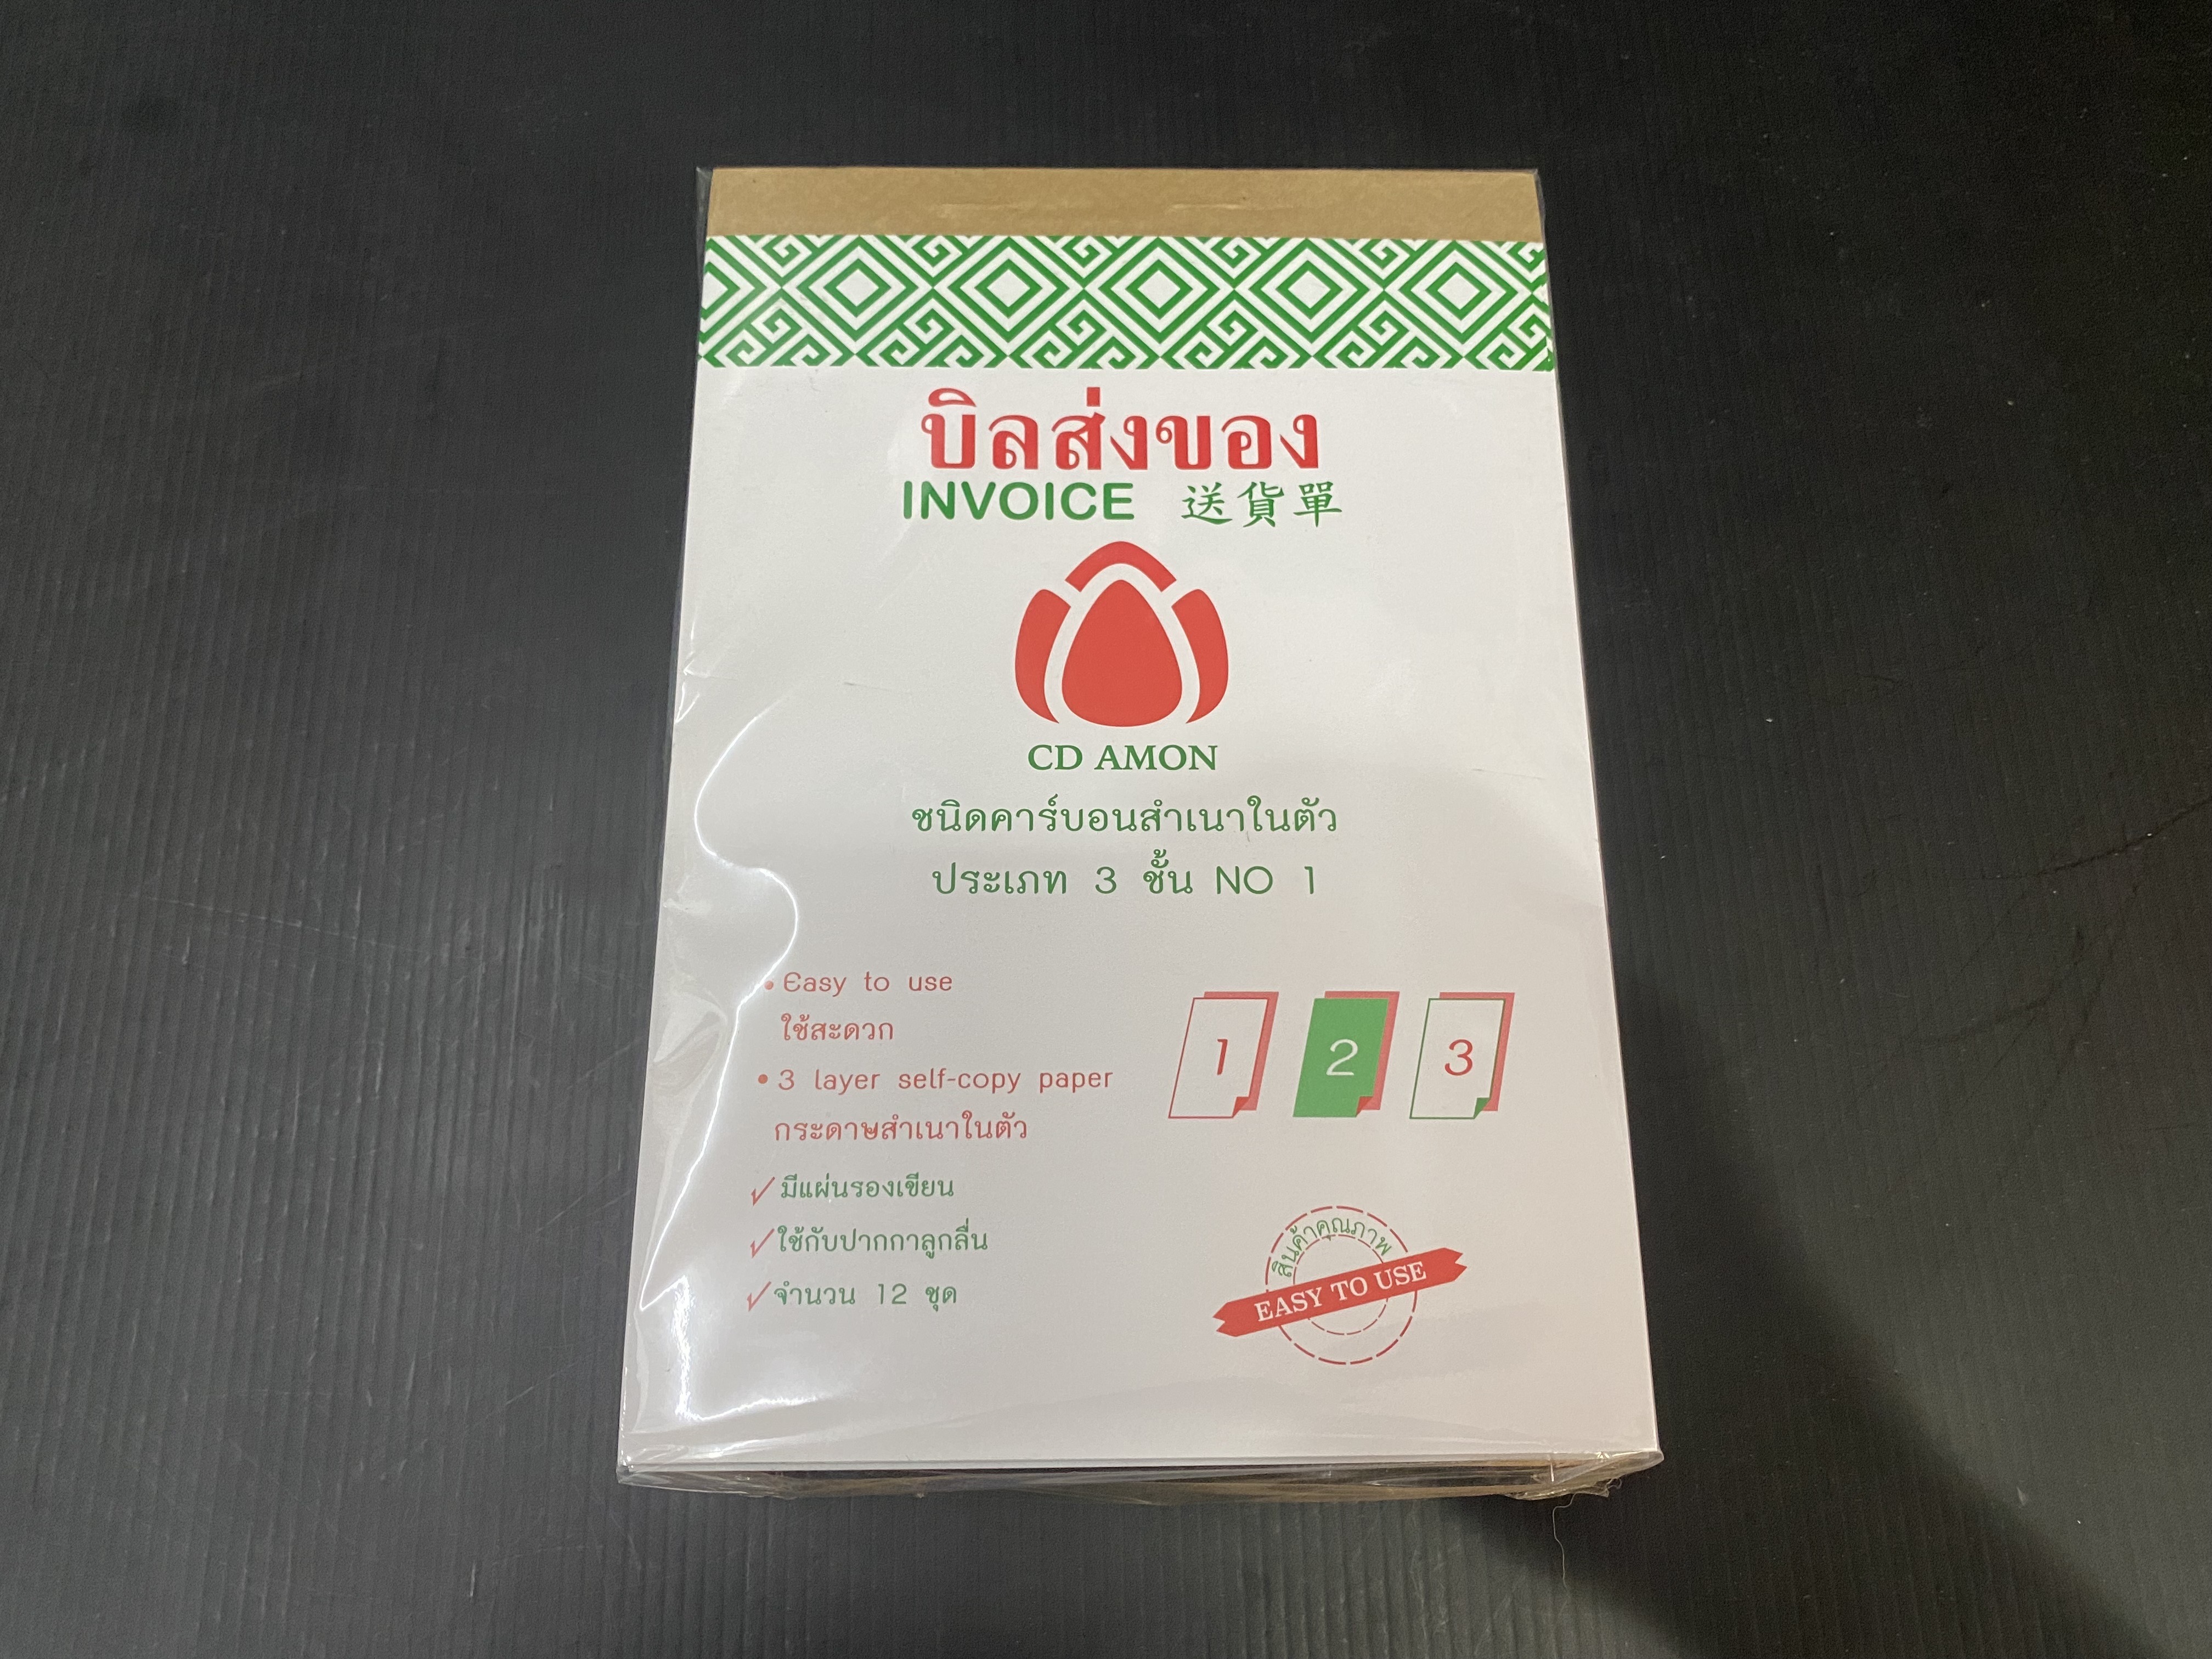 บิลส่งของ
INVOICE 送貨單
CD AMON
ชนิดคาร์บอนสำเนาในตัว
ประเภท 3 ชั้น NO 1
• Easy to use
ใช้สะดวก
• 3 layer self-copy paper
กระดาษสำเนาในตัว
✓ มีแผ่นรองเขียน
✓ ใช้กับปากกาลูกลื่น
✓ จำนวน 12 ชุด
1 2 3
สินค้าคุณภาพ
EASY TO USE